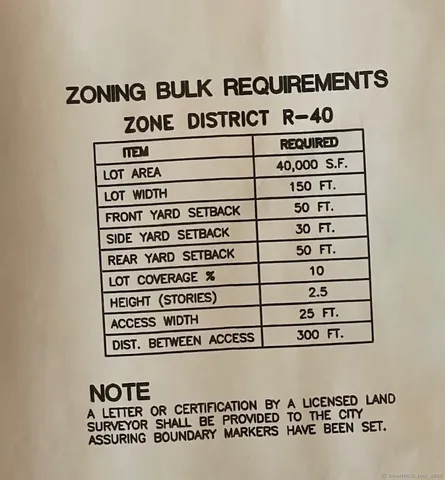 ZONING BULK REQUIREMENTS
ZONE DISTRICT R-40
ITEM REQUIRED
LOT AREA 40,000 S.F.
LOT WIDTH 150 FT.
FRONT YARD SETBACK 50 FT.
SIDE YARD SETBACK 30 FT.
REAR YARD SETBACK 50 FT.
LOT COVERAGE % 10
HEIGHT (STORIES) 2.5
ACCESS WIDTH 25 FT.
DIST. BETWEEN ACCESS 300 FT.
NOTE
A LETTER OR CERTIFICATION BY A LICENSED LAND
SURVEYOR SHALL BE PROVIDED TO THE CITY
ASSURING BOUNDARY MARKERS HAVE BEEN SET.